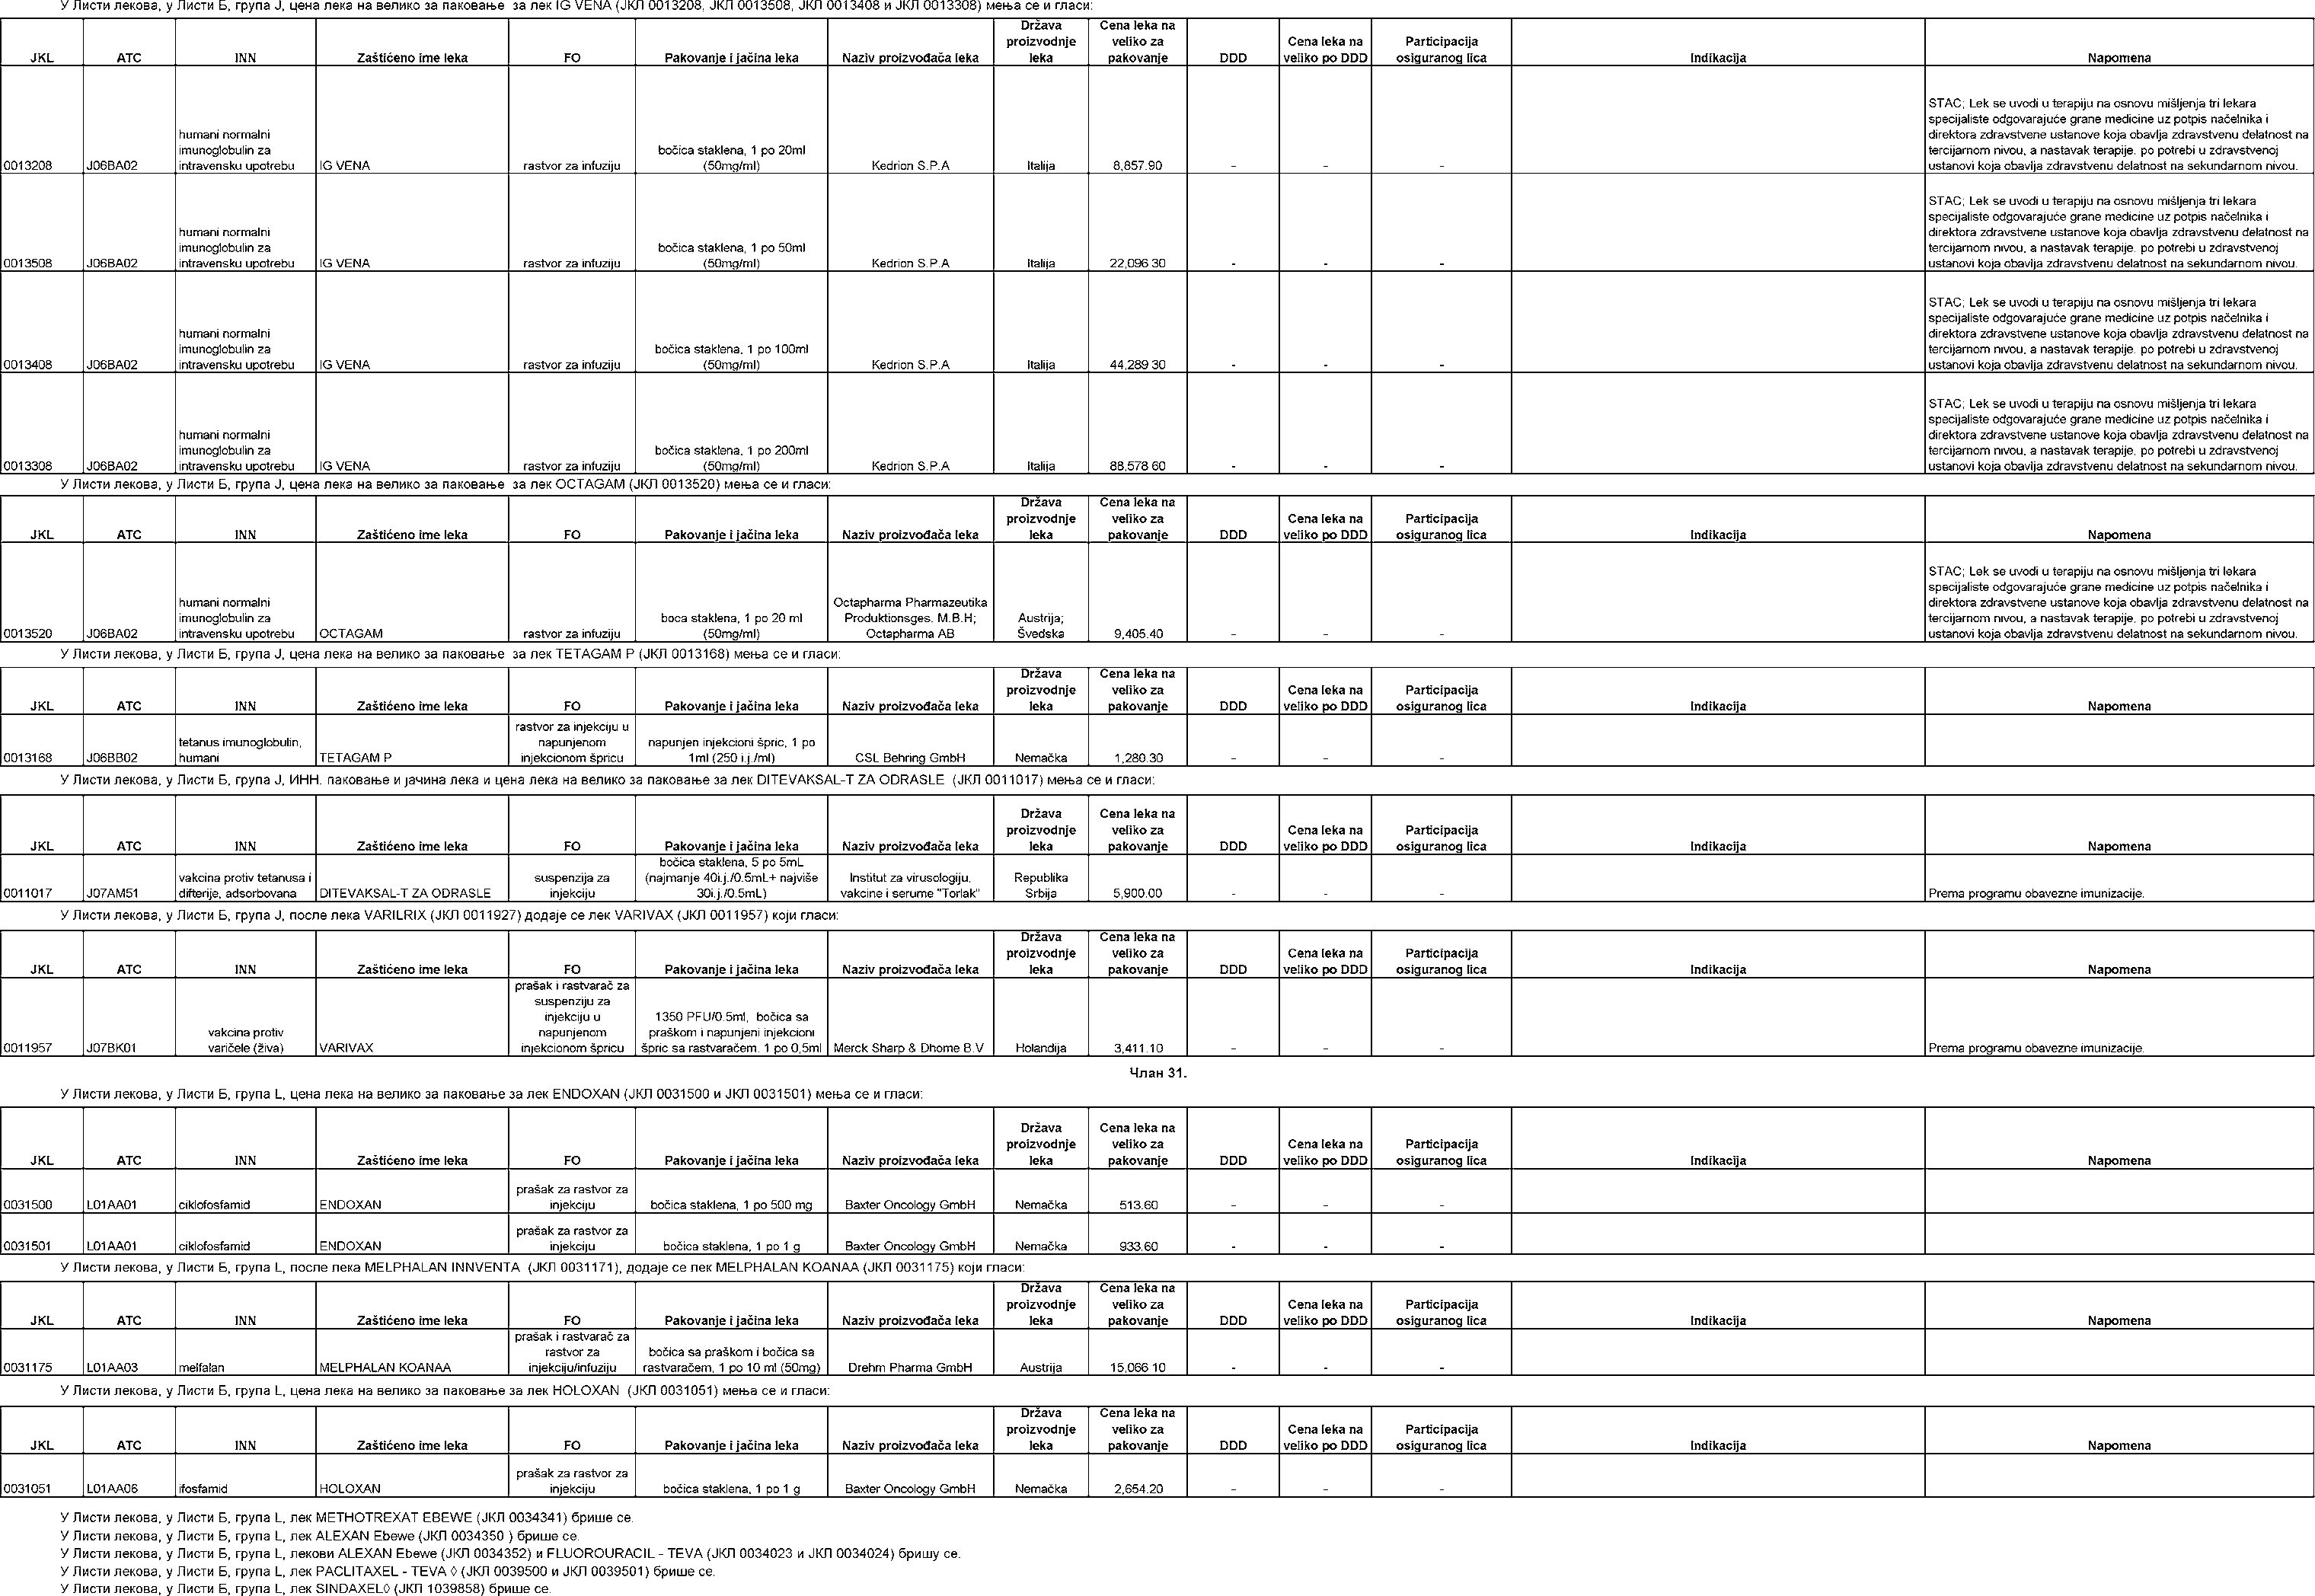 У Листи лекова, у Листи Б, група J, цена лека на велико за паковање за лек IG VENA (ЈКЛ 0013208, ЈКЛ 0013508, ЈКЛ 0013408 и ЈКЛ 0013308) мења се и гласи:
JKL ATC INN Zaštićeno ime leka FO Pakovanje i jačina leka Naziv proizvođača leka Država proizvodnje leka Cena leka na veliko za pakovanje DDD Cena leka na veliko po DDD Participacija osiguranog lica Indikacija Napomena
0013208 J06BA02 humani normalni imunoglobulin za intravensku upotrebu IG VENA rastvor za infuziju bočica staklena, 1 po 20ml (50mg/ml) Kedrion S.P.A Italija 8,857.90 - - - STAC; Lek se uvodi u terapiju na osnovu mišljenja tri lekara specijaliste odgovarajuće grane medicine uz potpis načelnika i direktora zdravstvene ustanove koja obavlja zdravstvenu delatnost na tercijarnom nivou, a nastavak terapije, po potrebi u zdravstvenoj ustanovi koja obavlja zdravstvenu delatnost na sekundarnom nivou.
0013508 J06BA02 humani normalni imunoglobulin za intravensku upotrebu IG VENA rastvor za infuziju bočica staklena, 1 po 50ml (50mg/ml) Kedrion S.P.A Italija 22,096.30 - - - STAC; Lek se uvodi u terapiju na osnovu mišljenja tri lekara specijaliste odgovarajuće grane medicine uz potpis načelnika i direktora zdravstvene ustanove koja obavlja zdravstvenu delatnost na tercijarnom nivou, a nastavak terapije, po potrebi u zdravstvenoj ustanovi koja obavlja zdravstvenu delatnost na sekundarnom nivou.
0013408 J06BA02 humani normalni imunoglobulin za intravensku upotrebu IG VENA rastvor za infuziju bočica staklena, 1 po 100ml (50mg/ml) Kedrion S.P.A Italija 44,289.30 - - - STAC; Lek se uvodi u terapiju na osnovu mišljenja tri lekara specijaliste odgovarajuće grane medicine uz potpis načelnika i direktora zdravstvene ustanove koja obavlja zdravstvenu delatnost na tercijarnom nivou, a nastavak terapije, po potrebi u zdravstvenoj ustanovi koja obavlja zdravstvenu delatnost na sekundarnom nivou.
0013308 J06BA02 humani normalni imunoglobulin za intravensku upotrebu IG VENA rastvor za infuziju bočica staklena, 1 po 200ml (50mg/ml) Kedrion S.P.A Italija 88,578.60 - - - STAC; Lek se uvodi u terapiju na osnovu mišljenja tri lekara specijaliste odgovarajuće grane medicine uz potpis načelnika i direktora zdravstvene ustanove koja obavlja zdravstvenu delatnost na tercijarnom nivou, a nastavak terapije, po potrebi u zdravstvenoj ustanovi koja obavlja zdravstvenu delatnost na sekundarnom nivou.
У Листи лекова, у Листи Б, група J, цена лека на велико за паковање за лек OCTAGAM (ЈКЛ 0013520) мења се и гласи:
JKL ATC INN Zaštićeno ime leka FO Pakovanje i jačina leka Naziv proizvođača leka Država proizvodnje leka Cena leka na veliko za pakovanje DDD Cena leka na veliko po DDD Participacija osiguranog lica Indikacija Napomena
0013520 J06BA02 humani normalni imunoglobulin za intravensku upotrebu OCTAGAM rastvor za infuziju boca staklena, 1 po 20 ml (50mg/ml) Octapharma Pharmazeutika Produktionsges. M.B.H; Octapharma AB Austrija; Švedska 9,405.40 - - - STAC; Lek se uvodi u terapiju na osnovu mišljenja tri lekara specijaliste odgovarajuće grane medicine uz potpis načelnika i direktora zdravstvene ustanove koja obavlja zdravstvenu delatnost na tercijarnom nivou, a nastavak terapije, po potrebi u zdravstvenoj ustanovi koja obavlja zdravstvenu delatnost na sekundarnom nivou.
У Листи лекова, у Листи Б, група J, цена лека на велико за паковање за лек TETAGAM P (ЈКЛ 0013168) мења се и гласи:
JKL ATC INN Zaštićeno ime leka FO Pakovanje i jačina leka Naziv proizvođača leka Država proizvodnje leka Cena leka na veliko za pakovanje DDD Cena leka na veliko po DDD Participacija osiguranog lica Indikacija Napomena
0013168 J06BB02 tetanus imunoglobulin, humani TETAGAM P rastvor za injekciju u napunjenom injekcionom špricu napunjen injekcioni špric, 1 po 1ml (250 i.j./ml) CSL Behring GmbH Nemačka 1,280.30 - - -
У Листи лекова, у Листи Б, група J, ИНН, паковање и јачина лека и цена лека на велико за паковање за лек DITEVAKSAL-T ZA ODRASLE (ЈКЛ 0011017) мења се и гласи:
JKL ATC INN Zaštićeno ime leka FO Pakovanje i jačina leka Naziv proizvođača leka Država proizvodnje leka Cena leka na veliko za pakovanje DDD Cena leka na veliko po DDD Participacija osiguranog lica Indikacija Napomena
0011017 J07AM51 vakcina protiv tetanusa i difterije, adsorbovana DITEVAKSAL-T ZA ODRASLE suspenzija za injekciju bočica staklena, 5 po 5mL (najmanje 40i.j./0.5mL+ najviše 30i.j./0.5mL) Institut za virusologiju, vakcine i serume "Torlak" Republika Srbija 5,900.00 - - - Prema programu obavezne imunizacije.
У Листи лекова, у Листи Б, група J, после лека VARILRIX (ЈКЛ 0011927) додаје се лек VARIVAX (ЈКЛ 0011957) који гласи:
JKL ATC INN Zaštićeno ime leka FO Pakovanje i jačina leka Naziv proizvođača leka Država proizvodnje leka Cena leka na veliko za pakovanje DDD Cena leka na veliko po DDD Participacija osiguranog lica Indikacija Napomena
0011957 J07BK01 vakcina protiv varičele (živa) VARIVAX prašak i rastvarač za suspenziju za injekciju u napunjenom injekcionom špricu 1350 PFU/0.5ml, bočica sa praškom i napunjeni injekcioni špric sa rastvaračem, 1 po 0,5ml Merck Sharp & Dhome B.V Holandija 3,411.10 - - - Prema programu obavezne imunizacije.
Члан 31.
У Листи лекова, у Листи Б, група L, цена лека на велико за паковање за лек ENDOXAN (ЈКЛ 0031500 и ЈКЛ 0031501) мења се и гласи:
JKL ATC INN Zaštićeno ime leka FO Pakovanje i jačina leka Naziv proizvođača leka Država proizvodnje leka Cena leka na veliko za pakovanje DDD Cena leka na veliko po DDD Participacija osiguranog lica Indikacija Napomena
0031500 L01AA01 ciklofosfamid ENDOXAN prašak za rastvor za injekciju bočica staklena, 1 po 500 mg Baxter Oncology GmbH Nemačka 513.60 - - -
0031501 L01AA01 ciklofosfamid ENDOXAN prašak za rastvor za injekciju bočica staklena, 1 po 1 g Baxter Oncology GmbH Nemačka 933.60 - - -
У Листи лекова, у Листи Б, група L, после лека MELPHALAN INNVENTA (ЈКЛ 0031171), додаје се лек MELPHALAN KOANAA (ЈКЛ 0031175) који гласи:
JKL ATC INN Zaštićeno ime leka FO Pakovanje i jačina leka Naziv proizvođača leka Država proizvodnje leka Cena leka na veliko za pakovanje DDD Cena leka na veliko po DDD Participacija osiguranog lica Indikacija Napomena
0031175 L01AA03 melfalan MELPHALAN KOANAA prašak i rastvarač za rastvor za injekciju/infuziju bočica sa praškom i bočica sa rastvaračem, 1 po 10 ml (50mg) Drehm Pharma GmbH Austrija 15,066.10 - - -
У Листи лекова, у Листи Б, група L, цена лека на велико за паковање за лек HOLOXAN (ЈКЛ 0031051) мења се и гласи:
JKL ATC INN Zaštićeno ime leka FO Pakovanje i jačina leka Naziv proizvođača leka Država proizvodnje leka Cena leka na veliko za pakovanje DDD Cena leka na veliko po DDD Participacija osiguranog lica Indikacija Napomena
0031051 L01AA06 ifosfamid HOLOXAN prašak za rastvor za injekciju bočica staklena, 1 po 1 g Baxter Oncology GmbH Nemačka 2,654.20 - - -
У Листи лекова, у Листи Б, група L, лек METHOTREXAT EBEWE (ЈКЛ 0034341) брише се.
У Листи лекова, у Листи Б, група L, лек ALEXAN Ebewe (ЈКЛ 0034350 ) брише се.
У Листи лекова, у Листи Б, група L, лекови ALEXAN Ebewe (ЈКЛ 0034352) и FLUOROURACIL - TEVA (ЈКЛ 0034023 и ЈКЛ 0034024) бришу се.
У Листи лекова, у Листи Б, група L, лек PACLITAXEL - TEVA ◊ (ЈКЛ 0039500 и ЈКЛ 0039501) брише се.
У Листи лекова, у Листи Б, група L, лек SINDAXEL◊ (ЈКЛ 1039858) брише се.